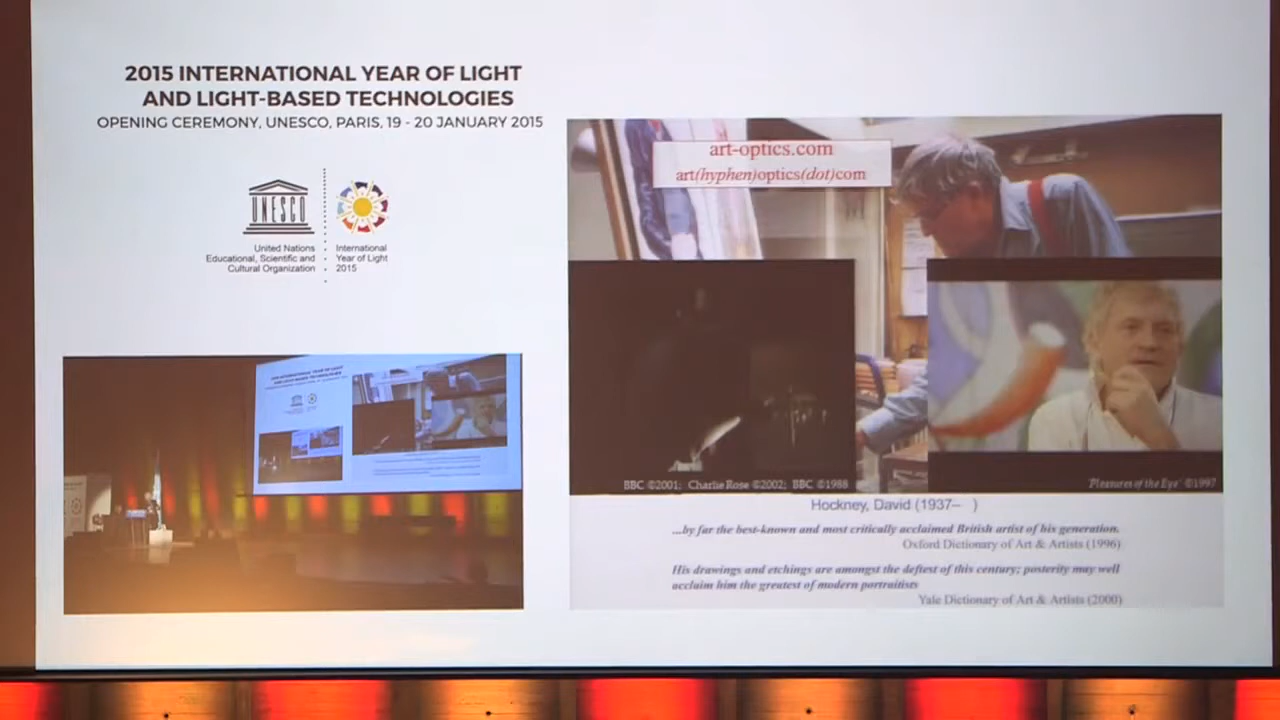 2015 INTERNATIONAL YEAR OF LIGHT
AND LIGHT-BASED TECHNOLOGIES
OPENING CEREMONY, UNESCO, PARIS, 19 - 20 JANUARY 2015
UNESCO
United Nations
Educational, Scientific and
Cultural Organization
International
Year of Light
2015
art-optics.com
art(hyphen)optics(dot)com
BBC ©2001; Charlie Rose ©2002; BBC ©1988
'Pleasures of the Eye' ©1997
Hockney, David (1937– )
...by far the best-known and most critically acclaimed British artist of his generation.
Oxford Dictionary of Art & Artists (1996)
His drawings and etchings are amongst the deftest of this century; posterity may well
acclaim him the greatest of modern portraitists
Yale Dictionary of Art & Artists (2000)